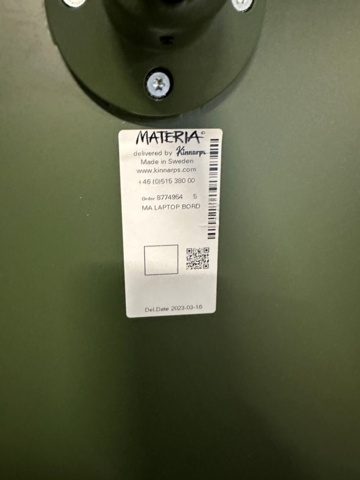 MATERIA®
delivered by Kinnarps
Made in Sweden
www.kinnarps.com
+46 (0)515 380 00
Order 8774954 5
MA LAPTOP BORD
Del.Date 2023-03-16